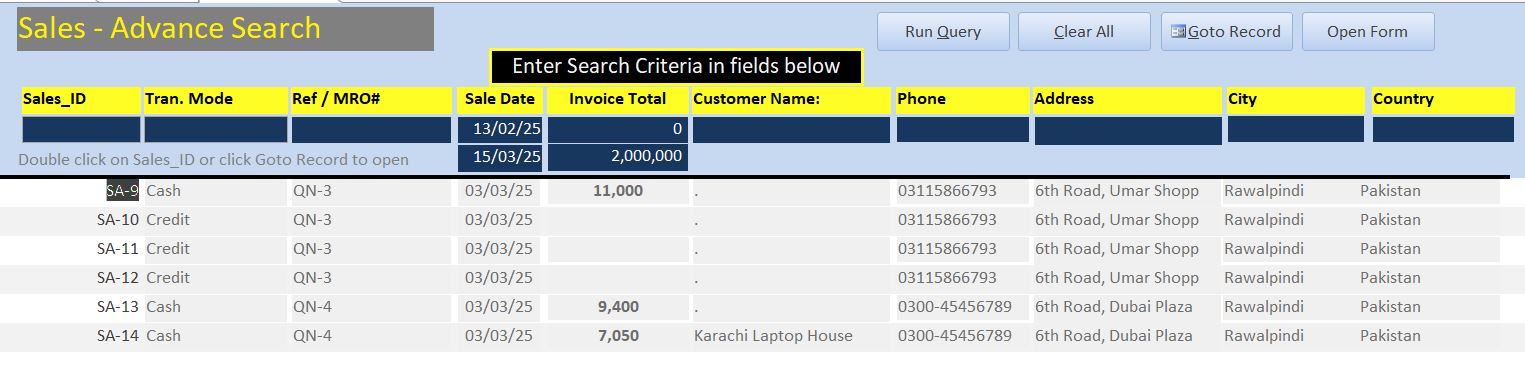 Sales - Advance Search
Run Query Clear All Goto Record Open Form
Enter Search Criteria in fields below
Sales_ID Tran. Mode Ref / MRO# Sale Date Invoice Total Customer Name: Phone Address City Country
13/02/25 0
Double click on Sales_ID or click Goto Record to open 15/03/25 2,000,000
SA-9 Cash QN-3 03/03/25 11,000 . 03115866793 6th Road, Umar Shopp Rawalpindi Pakistan
SA-10 Credit QN-3 03/03/25 . 03115866793 6th Road, Umar Shopp Rawalpindi Pakistan
SA-11 Credit QN-3 03/03/25 . 03115866793 6th Road, Umar Shopp Rawalpindi Pakistan
SA-12 Credit QN-3 03/03/25 . 03115866793 6th Road, Umar Shopp Rawalpindi Pakistan
SA-13 Cash QN-4 03/03/25 9,400 . 0300-45456789 6th Road, Dubai Plaza Rawalpindi Pakistan
SA-14 Cash QN-4 03/03/25 7,050 Karachi Laptop House 0300-45456789 6th Road, Dubai Plaza Rawalpindi Pakistan